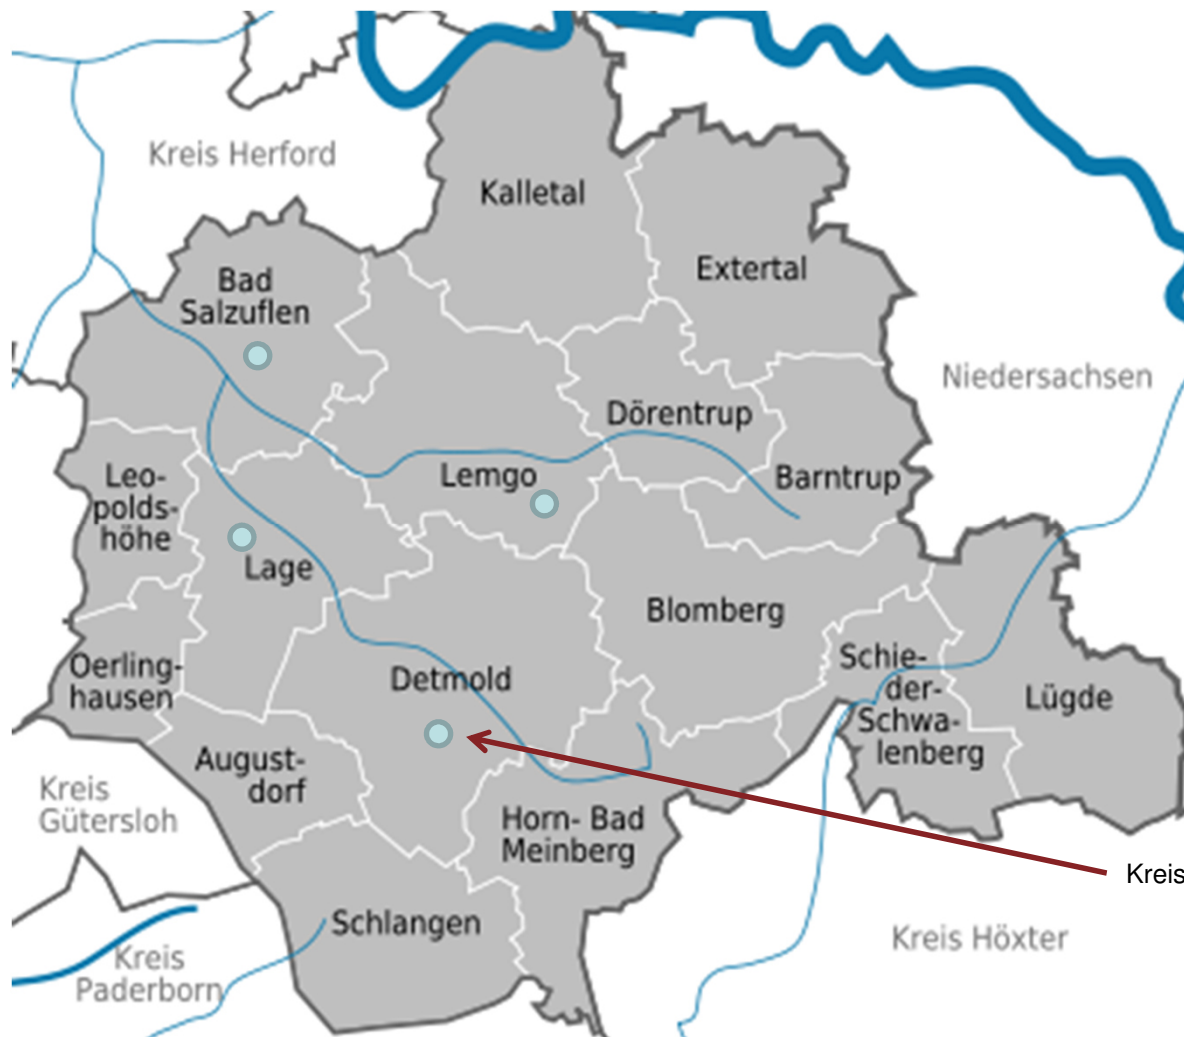 Kreis Herford
Kalletal
Extertal
Bad
Salzuflen
Niedersachsen
Dörentrup
Leo-
polds-
höhe
Lemgo
Barntrup
Lage
Blomberg
Oerling-
hausen
Detmold
Schie-
der-
Schwa-
lenberg
Lügde
August-
dorf
Kreis
Gütersloh
Horn- Bad
Meinberg
Kreis
Schlangen
Kreis Höxter
Kreis
Paderborn